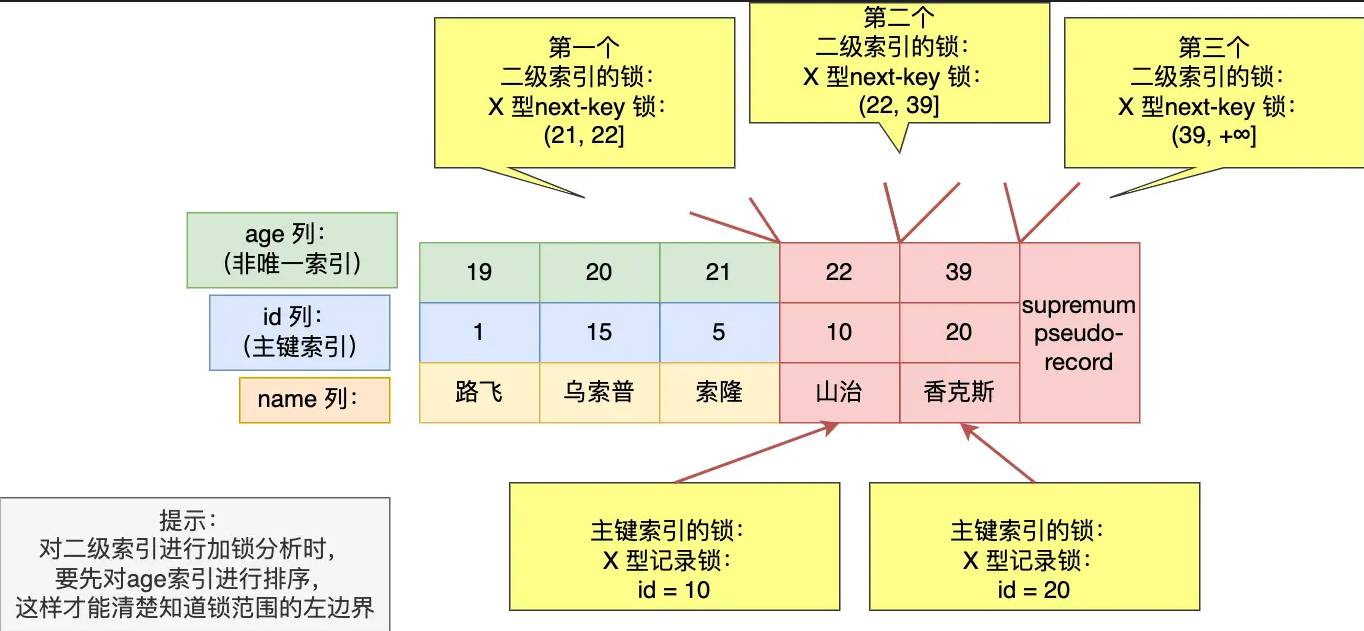 第一个
二级索引的锁：
X 型next-key 锁：
(21, 22]
第二个
二级索引的锁：
X 型next-key 锁：
(22, 39]
第三个
二级索引的锁：
X 型next-key 锁：
(39, +∞]
age 列：
（非唯一索引）
19 20 21 22 39
id 列：
（主键索引）
1 15 5 10 20
name 列：
路飞 乌索普 索隆 山治 香克斯
supremum
pseudo-
record
主键索引的锁：
X 型记录锁：
id = 10
主键索引的锁：
X 型记录锁：
id = 20
提示：
对二级索引进行加锁分析时，
要先对age索引进行排序，
这样才能清楚知道锁范围的左边界